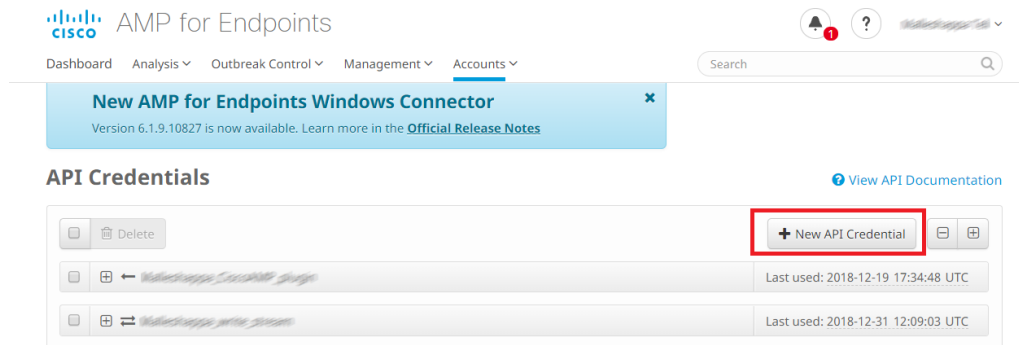 CISCO AMP for Endpoints
1 ?
Dashboard Analysis Outbreak Control Management Accounts Search
New AMP for Endpoints Windows Connector
Version 6.1.9.10827 is now available. Learn more in the Official Release Notes
API Credentials
View API Documentation
Delete
New API Credential
Last used: 2018-12-19 17:34:48 UTC
Last used: 2018-12-31 12:09:03 UTC